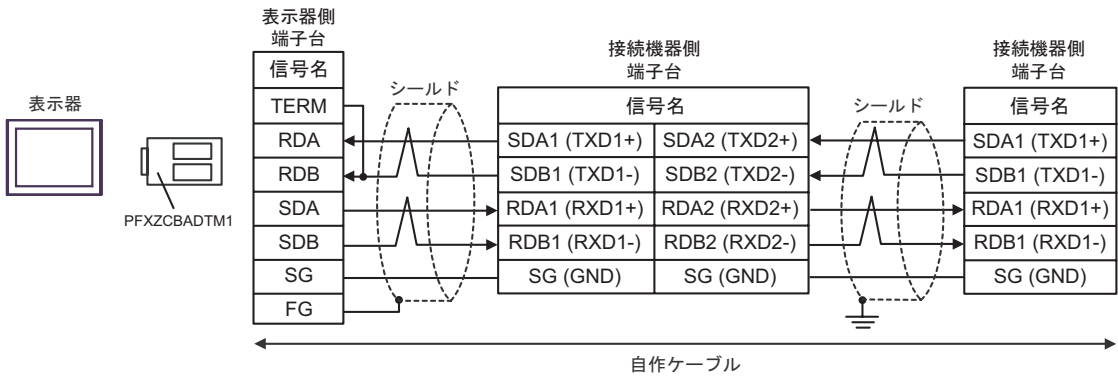 表示器
PFXZCBADTM1
表示器側
端子台
信号名
TERM
RDA
RDB
SDA
SDB
SG
FG
シールド
接続機器側
端子台
信号名
SDA1 (TXD1+) SDA2 (TXD2+)
SDB1 (TXD1-) SDB2 (TXD2-)
RDA1 (RXD1+) RDA2 (RXD2+)
RDB1 (RXD1-) RDB2 (RXD2-)
SG (GND) SG (GND)
シールド
接続機器側
端子台
信号名
SDA1 (TXD1+)
SDB1 (TXD1-)
RDA1 (RXD1+)
RDB1 (RXD1-)
SG (GND)
自作ケーブル